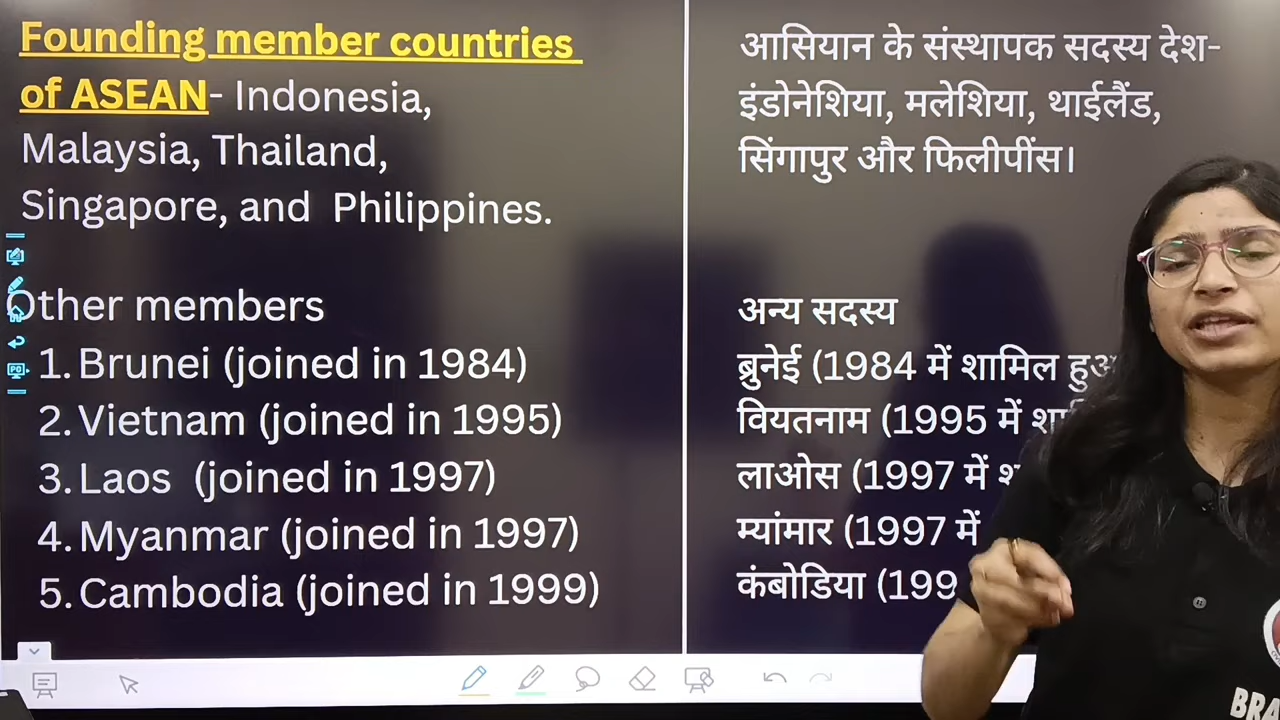 Founding member countries
of ASEAN- Indonesia,
Malaysia, Thailand,
Singapore, and Philippines.
Other members
1. Brunei (joined in 1984)
2. Vietnam (joined in 1995)
3. Laos (joined in 1997)
4. Myanmar (joined in 1997)
5. Cambodia (joined in 1999)
आसियान के संस्थापक सदस्य देश-
इंडोनेशिया, मलेशिया, थाईलैंड,
सिंगापुर और फिलीपींस।
अन्य सदस्य
ब्रुनेई (1984 में शामिल
वियतनाम (1995 में
लाओस (1997 में
म्यांमार (1997 में
कंबोडिया (199
BRA